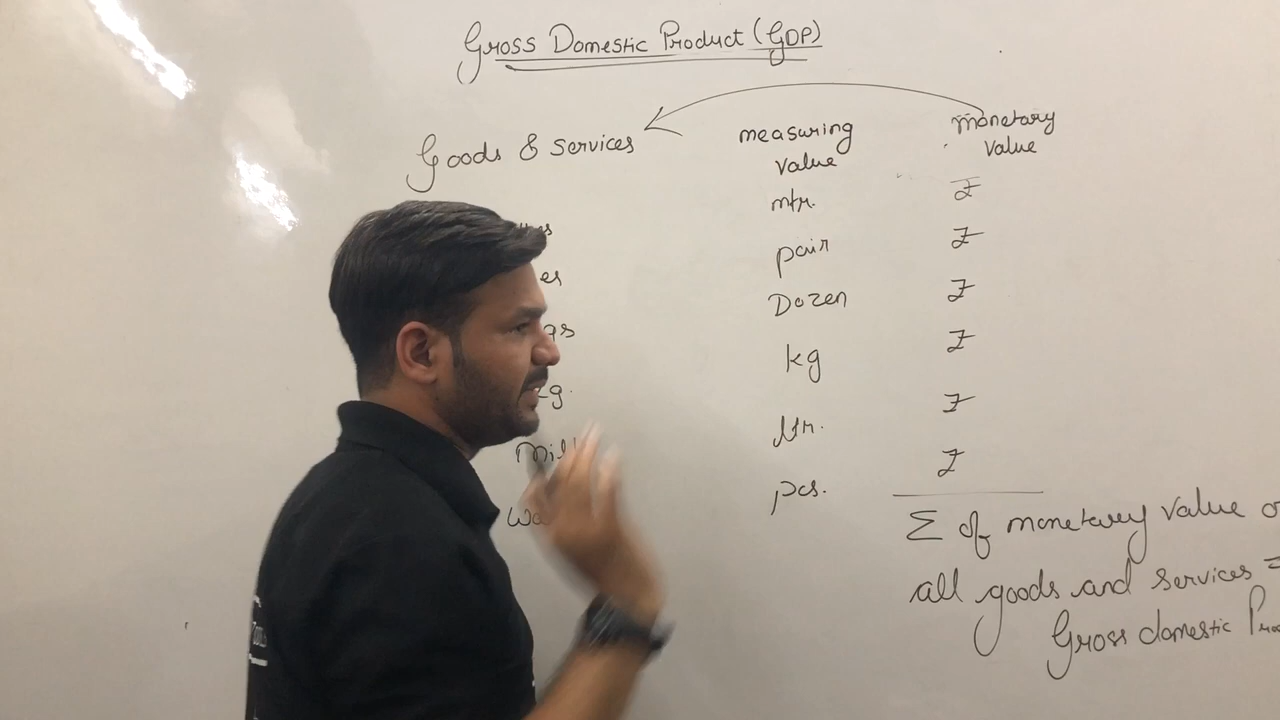 Gross Domestic Product (GDP)
Goods & services
measuring value
monetary value
mtr. ₹
pair ₹
Dozen ₹
kg ₹
ltr. ₹
pcs. ₹
Σ of monetary value
all goods and services =
Gross domestic